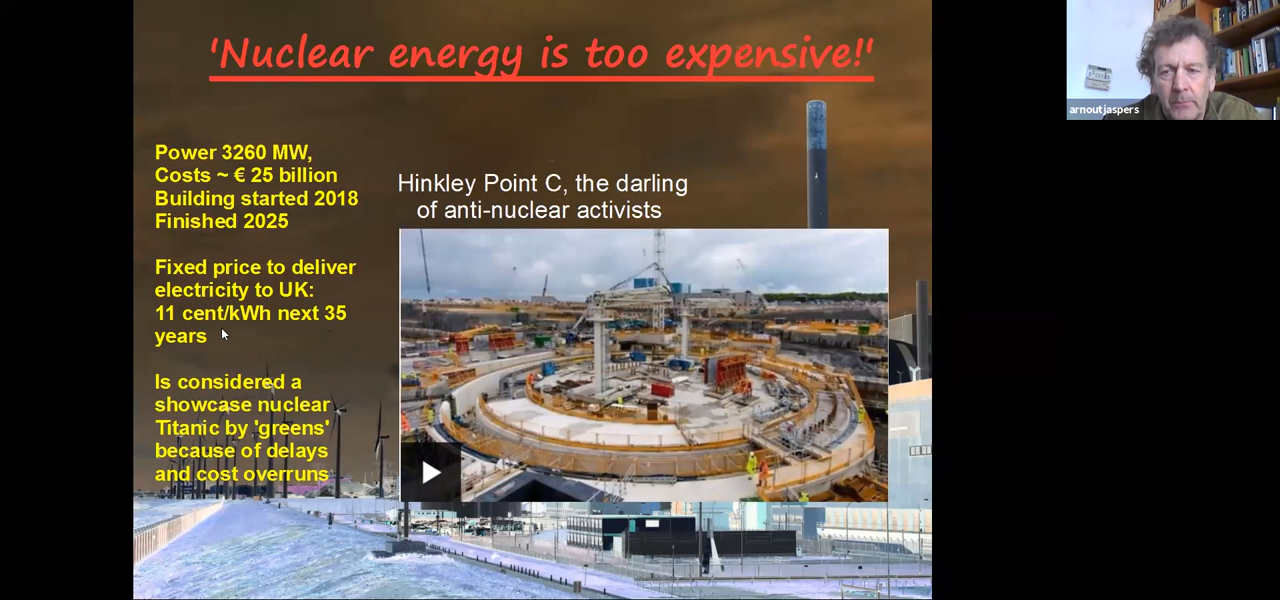 'Nuclear energy is too expensive!'
Power 3260 MW,
Costs ~ € 25 billion
Building started 2018
Finished 2025
Fixed price to deliver
electricity to UK:
11 cent/kWh next 35
years
Is considered a
showcase nuclear
Titanic by 'greens'
because of delays
and cost overruns
Hinkley Point C, the darling
of anti-nuclear activists
arnoutjaspers